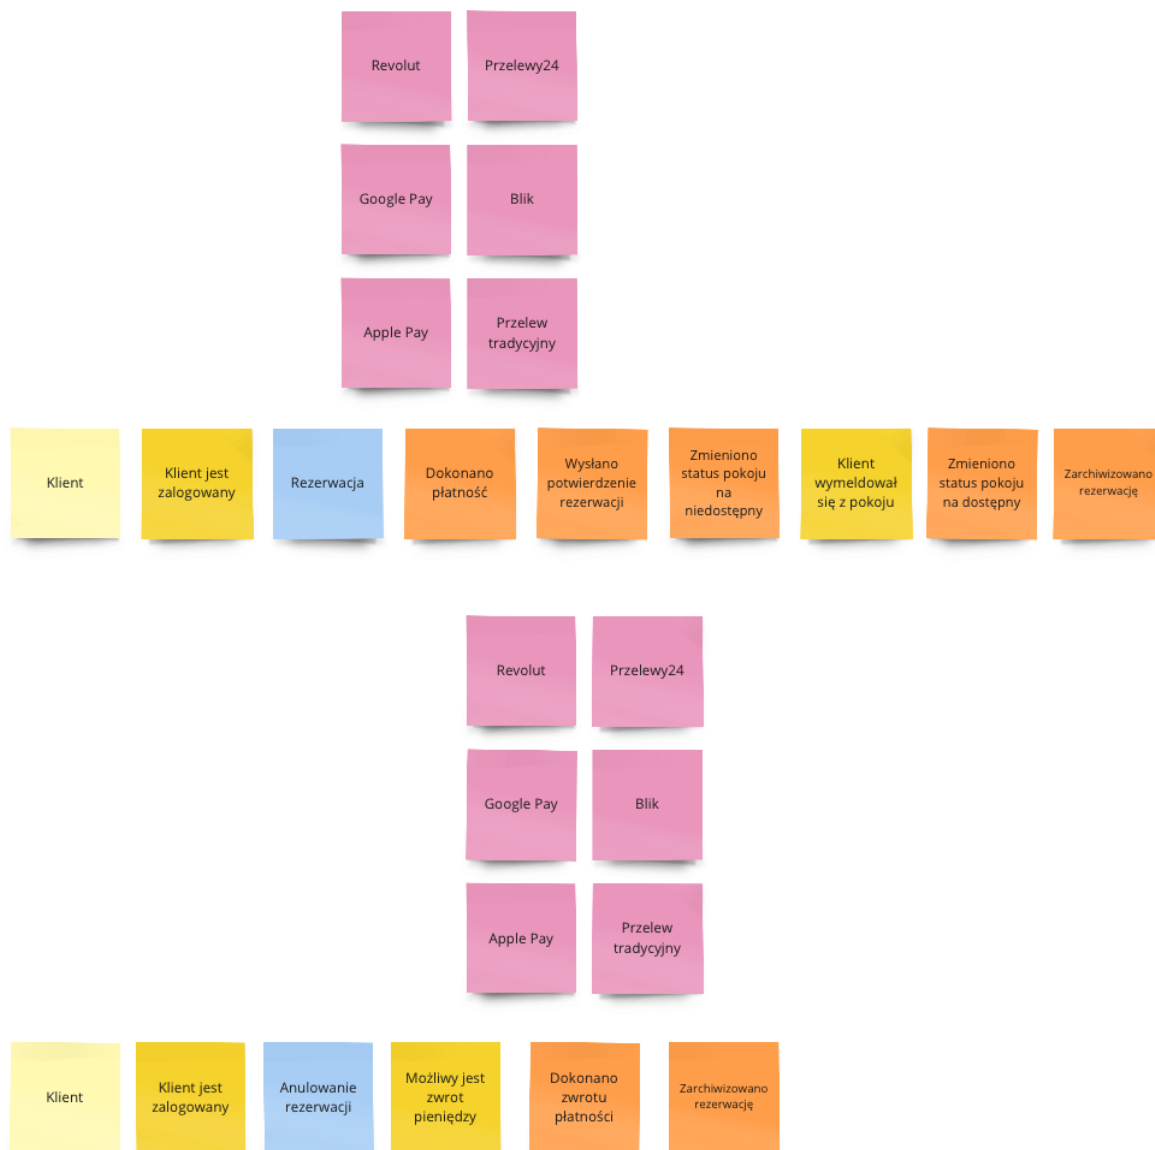 Revolut
Przelewy24
Google Pay
Blik
Apple Pay
Przelew
tradycyjny
Klient
Klient jest
zalogowany
Rezerwacja
Dokonano
płatność
Wysłano
potwierdzenie
rezerwacji
Zmieniono
status pokoju
na
niedostępny
Klient
wymeldował
się z pokoju
Zmieniono
status pokoju
na dostępny
Zarchiwizowano
rezerwację
Revolut
Przelewy24
Google Pay
Blik
Apple Pay
Przelew
tradycyjny
Klient
Klient jest
zalogowany
Anulowanie
rezerwacji
Możliwy jest
zwrot
pieniędzy
Dokonano
zwrotu
płatności
Zarchiwizowano
rezerwację